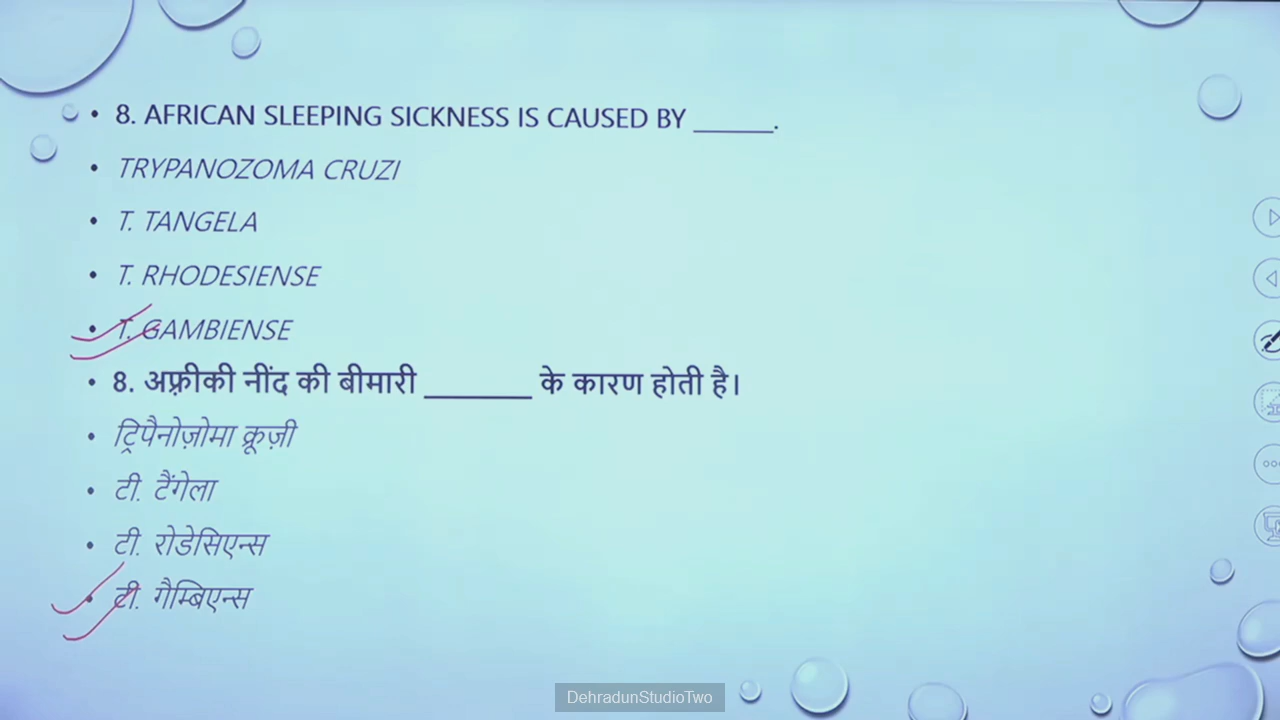 • 8. AFRICAN SLEEPING SICKNESS IS CAUSED BY ______.
• TRYPANOZOMA CRUZI
• T. TANGELA
• T. RHODESIENSE
• T. GAMBIENSE
• 8. अफ़्रीकी नींद की बीमारी ________ के कारण होती है।
• ट्रिपैनोज़ोमा क्रूज़ी
• टी. टैंगेला
• टी. रोडेसिएन्स
• टी. गैम्बिएन्स
DehradunStudioTwo